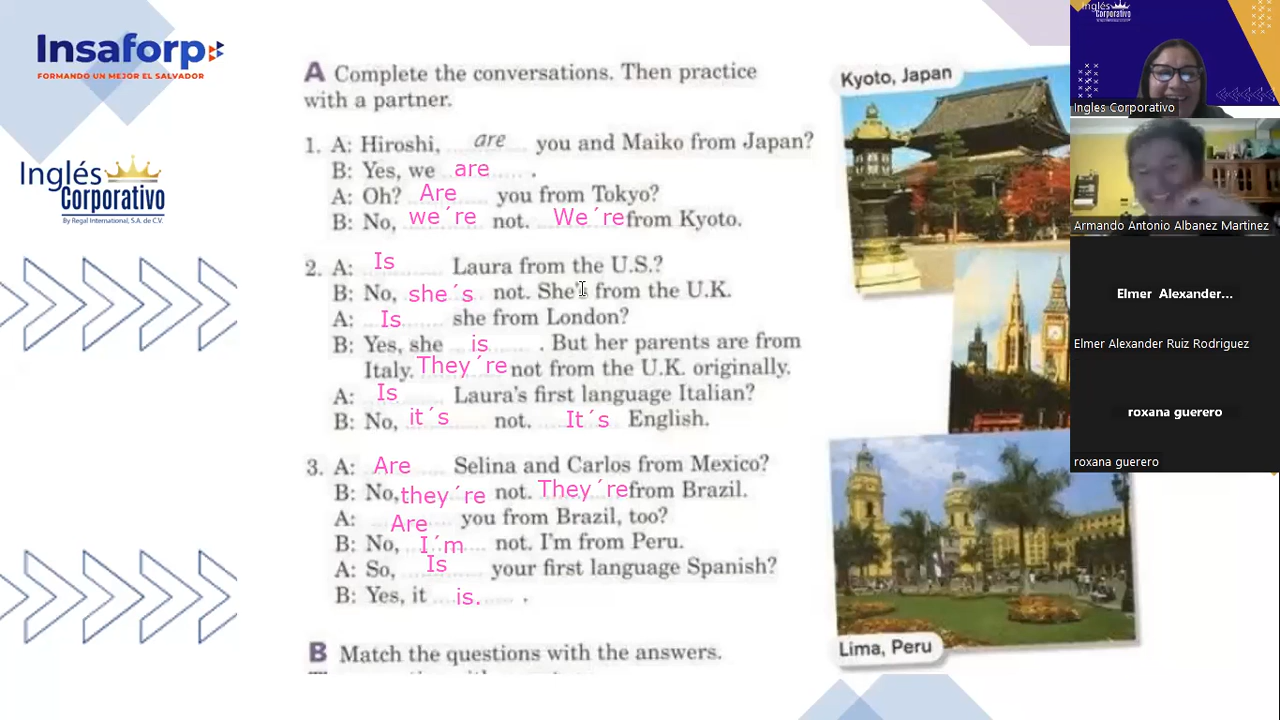 Insaforp
FORMANDO UN MEJOR EL SALVADOR
Inglés
Corporativo
By Regal International, S.A. de C.V.
A Complete the conversations. Then practice
with a partner.
1. A: Hiroshi, are you and Maiko from Japan?
B: Yes, we are .
A: Oh? Are you from Tokyo?
B: No, we´re not. We´re from Kyoto.
2. A: Is Laura from the U.S.?
B: No, she´s not. She's from the U.K.
A: Is she from London?
B: Yes, she is . But her parents are from
Italy. They´re not from the U.K. originally.
A: Is Laura's first language Italian?
B: No, it´s not. It´s English.
3. A: Are Selina and Carlos from Mexico?
B: No, they´re not. They´re from Brazil.
A: Are you from Brazil, too?
B: No, I´m not. I'm from Peru.
A: So, Is your first language Spanish?
B: Yes, it is. .
B Match the questions with the answers.
Kyoto, Japan
Lima, Peru
Inglés
Corporativo
Ingles Corporativo
Armando Antonio Albanez Martinez
Elmer Alexander...
Elmer Alexander Ruiz Rodriguez
roxana guerero
roxana guerero